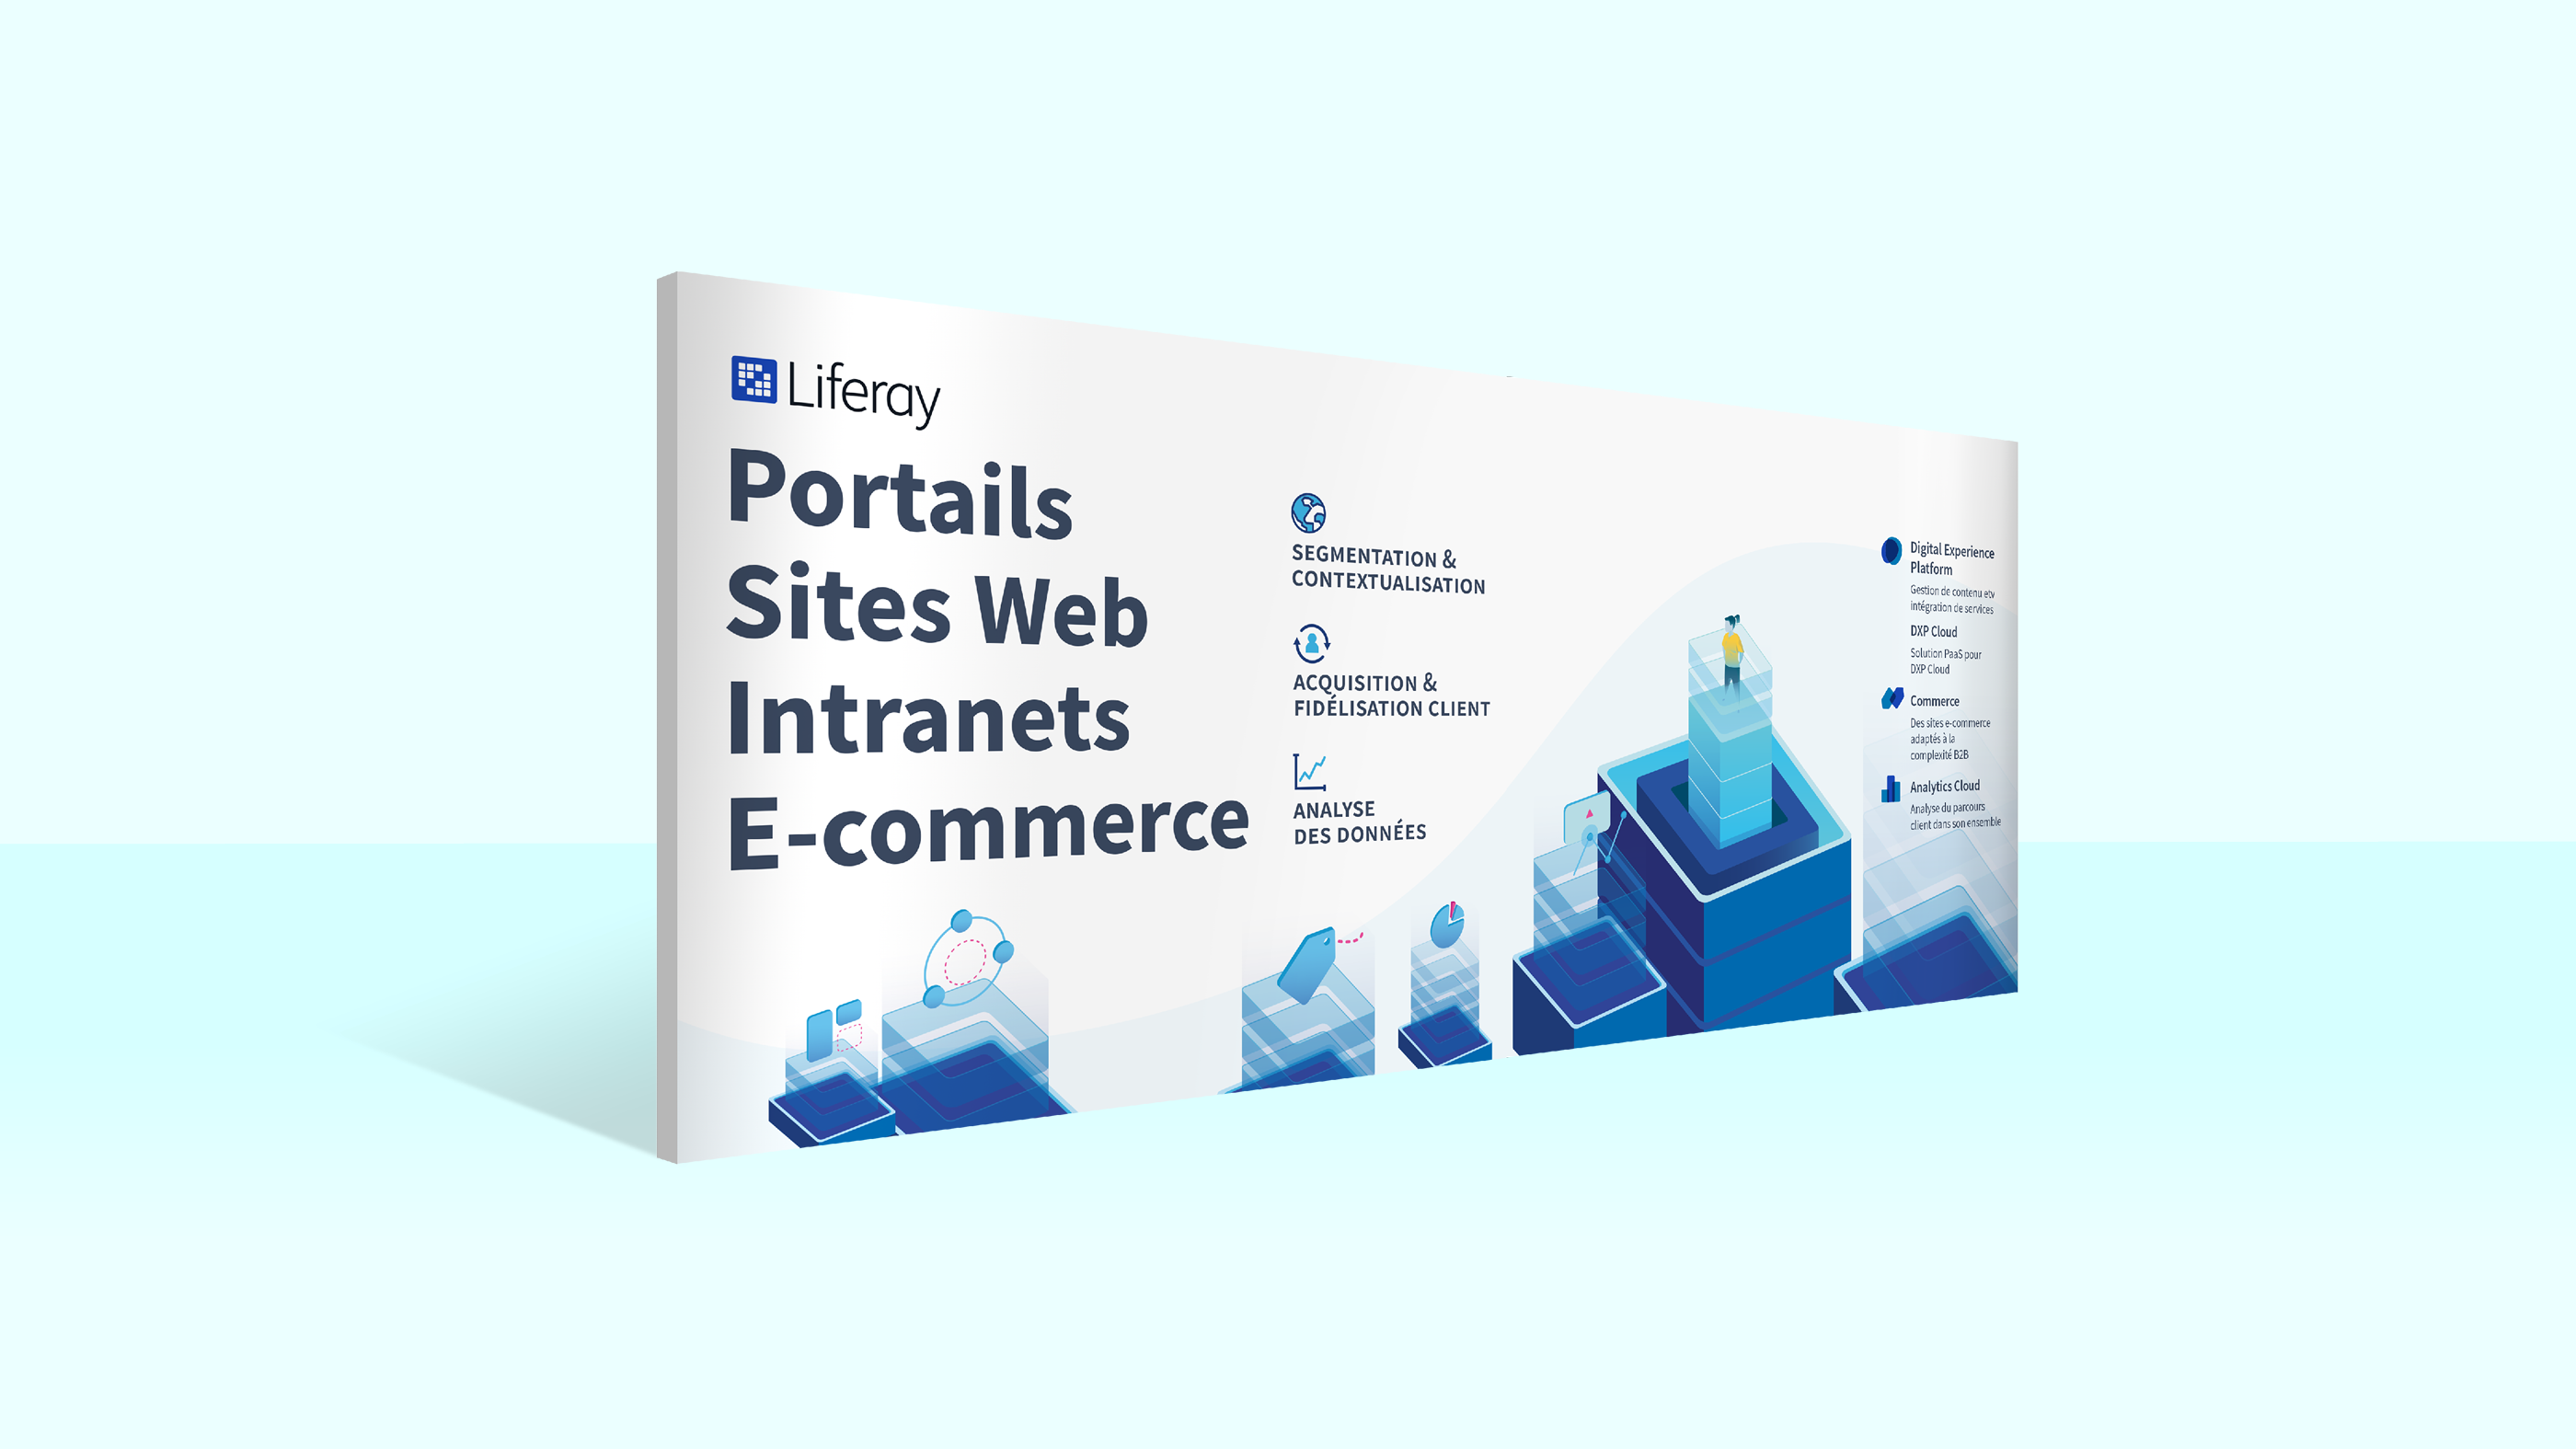 Liferay
Portails
Sites Web
Intranets
E-commerce
SEGMENTATION &
CONTEXTUALISATION
ACQUISITION &
FIDÉLISATION CLIENT
ANALYSE
DES DONNÉES
Digital Experience
Platform
Gestion de contenu etv
intégration de services
DXP Cloud
Solution PaaS pour
DXP Cloud
Commerce
Des sites e-commerce
adaptés à la
complexité B2B
Analytics Cloud
Analyse du parcours
client dans son ensemble